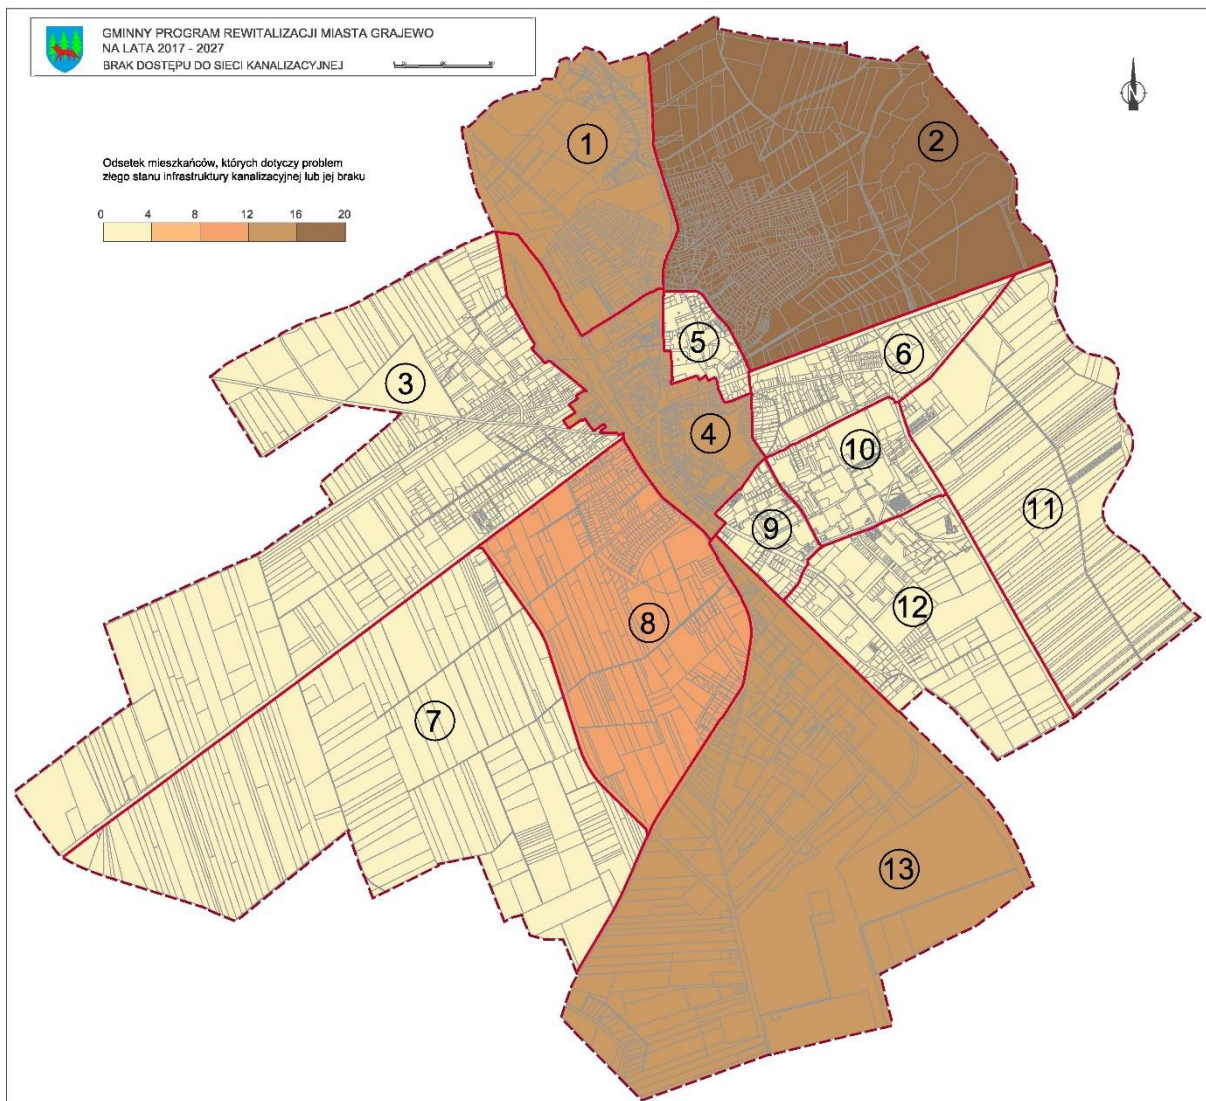 GMINNY PROGRAM REWITALIZACJI MIASTA GRAJEWO
NA LATA 2017 - 2027
BRAK DOSTĘPU DO SIECI KANALIZACYJNEJ
N
Odsetek mieszkańców, których dotyczy problem
złego stanu infrastruktury kanalizacyjnej lub jej braku
0 4 8 12 16 20
1
2
3
4
5
6
7
8
9
10
11
12
13